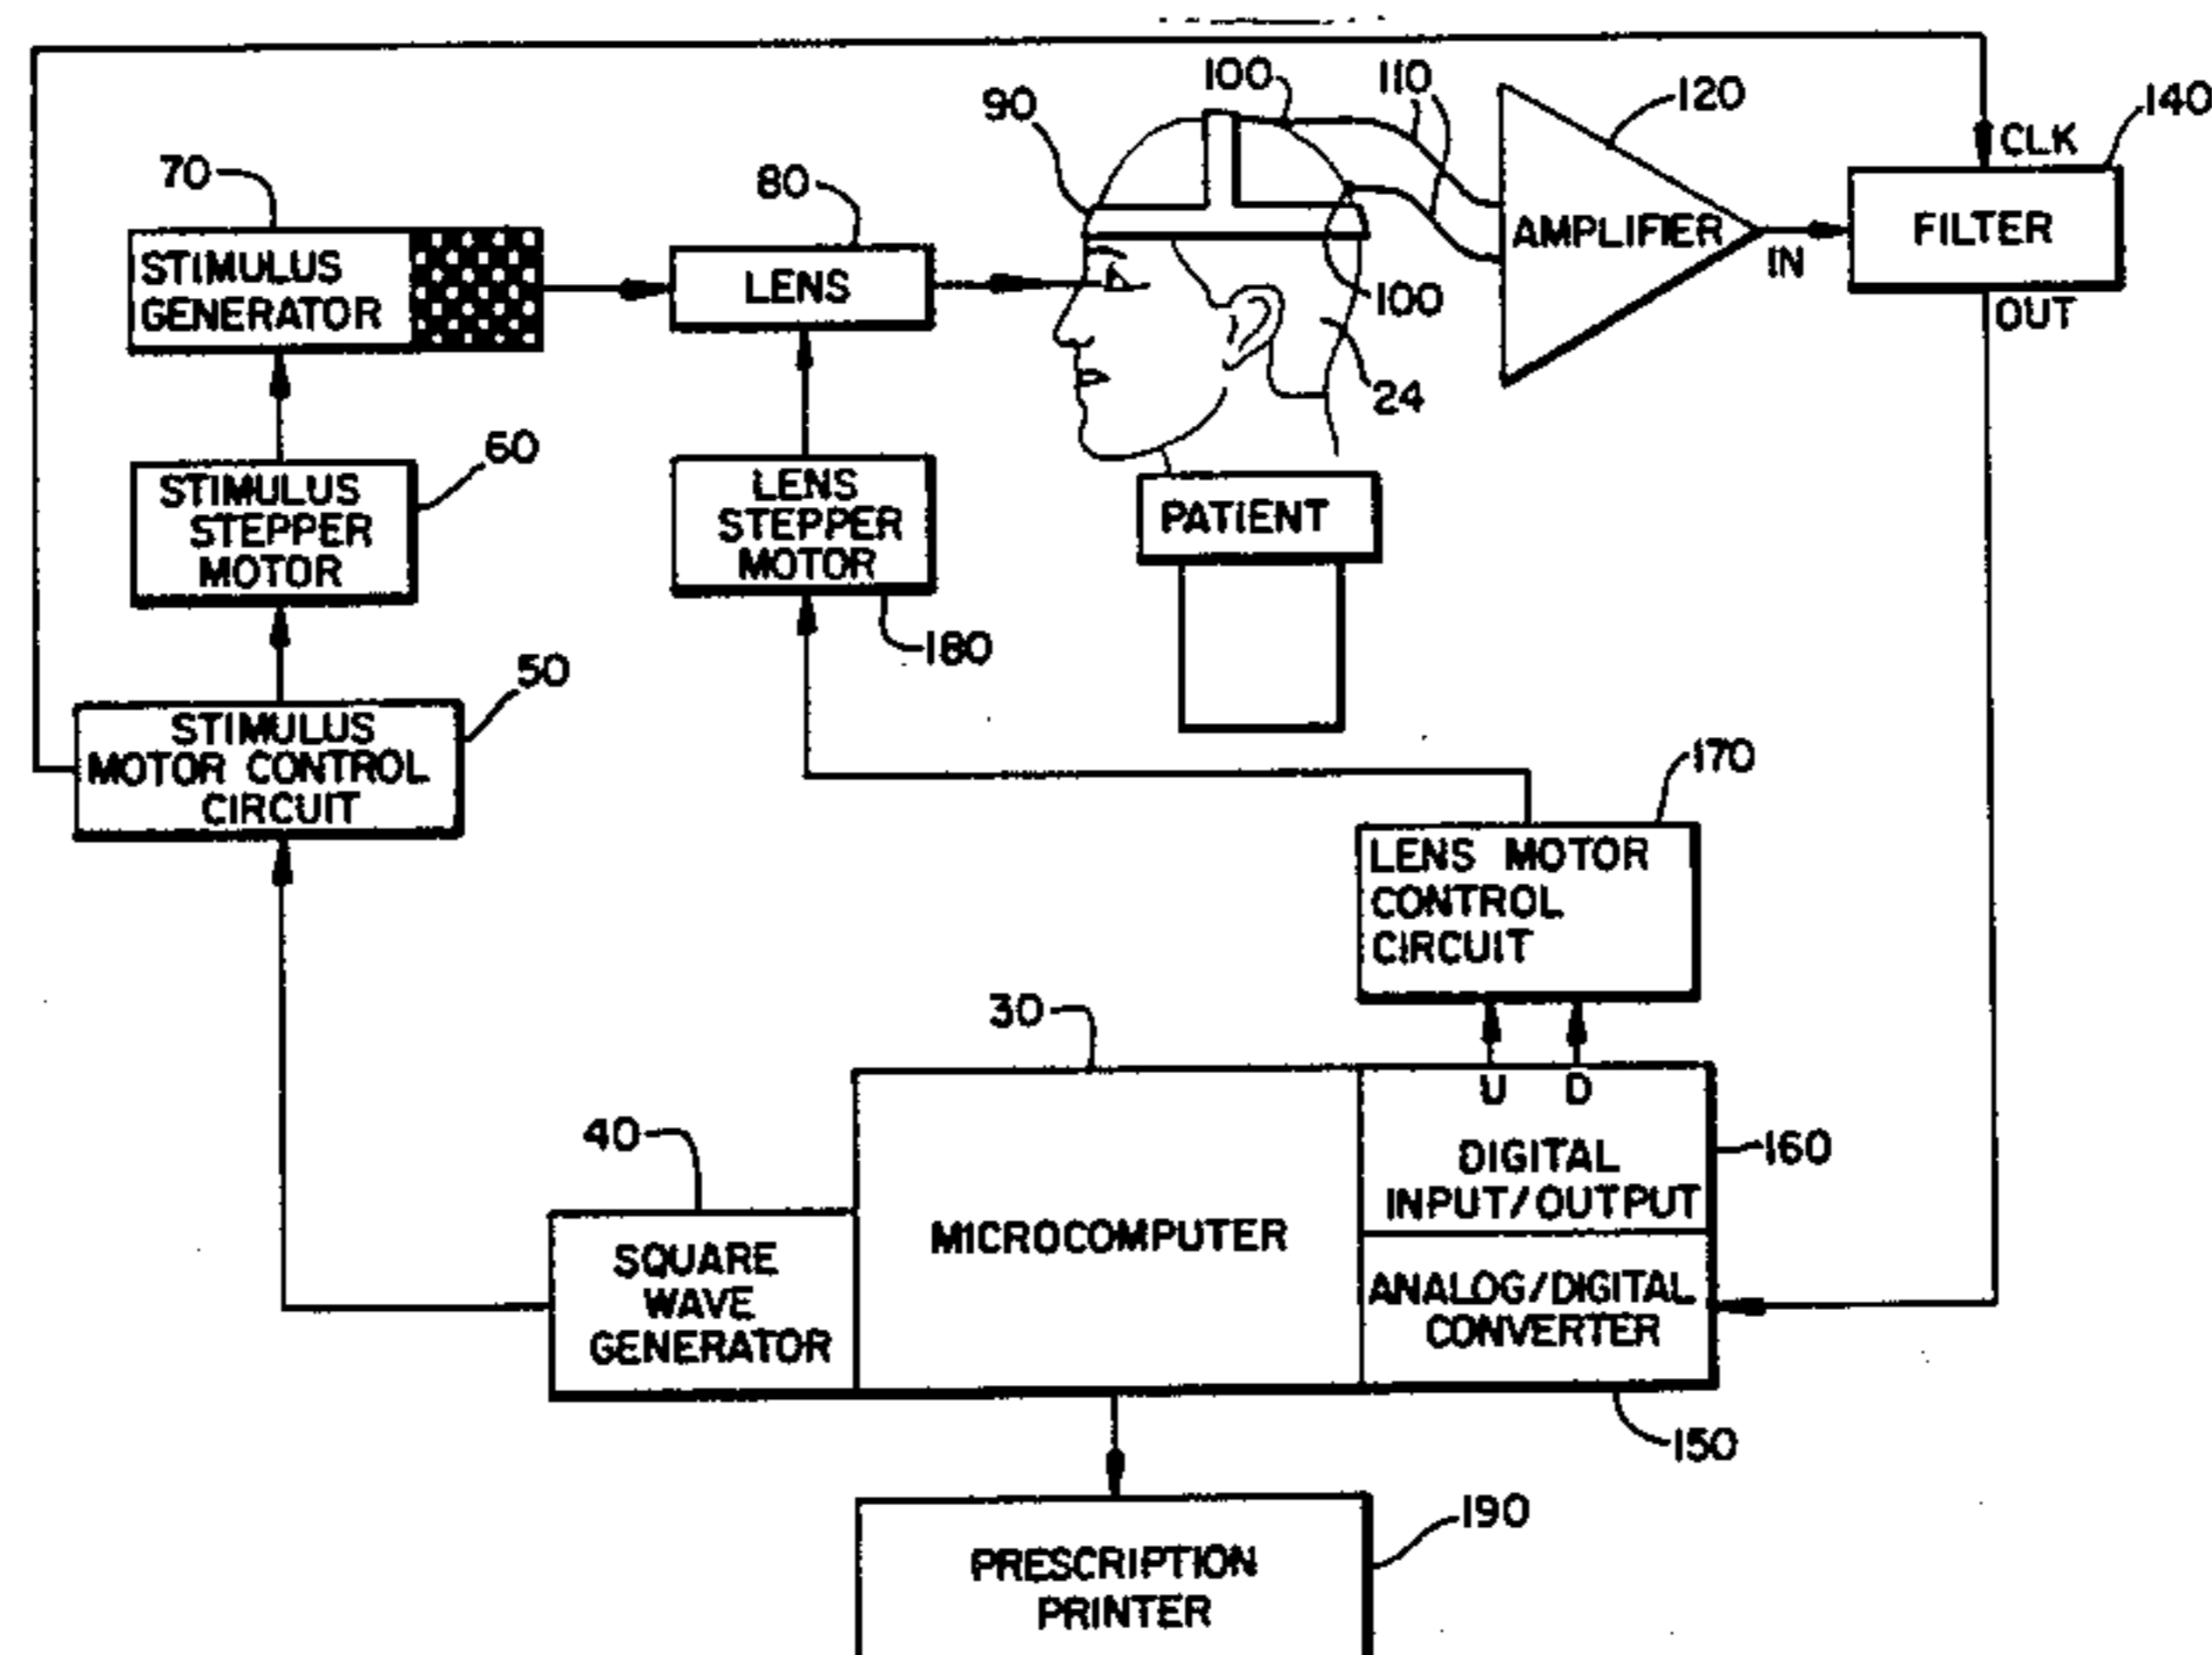 100
110
120
140
90
CLK
70
80
STIMULUS
GENERATOR
LENS
AMPLIFIER
IN
FILTER
100
OUT
24
60
STIMULUS
STEPPER
MOTOR
LENS
STEPPER
MOTOR
PATIENT
180
50
STIMULUS
MOTOR CONTROL
CIRCUIT
170
LENS MOTOR
CONTROL
CIRCUIT
30
U D
40
160
DIGITAL
INPUT/OUTPUT
MICROCOMPUTER
SQUARE
WAVE
GENERATOR
ANALOG/DIGITAL
CONVERTER
150
190
PRESCRIPTION
PRINTER